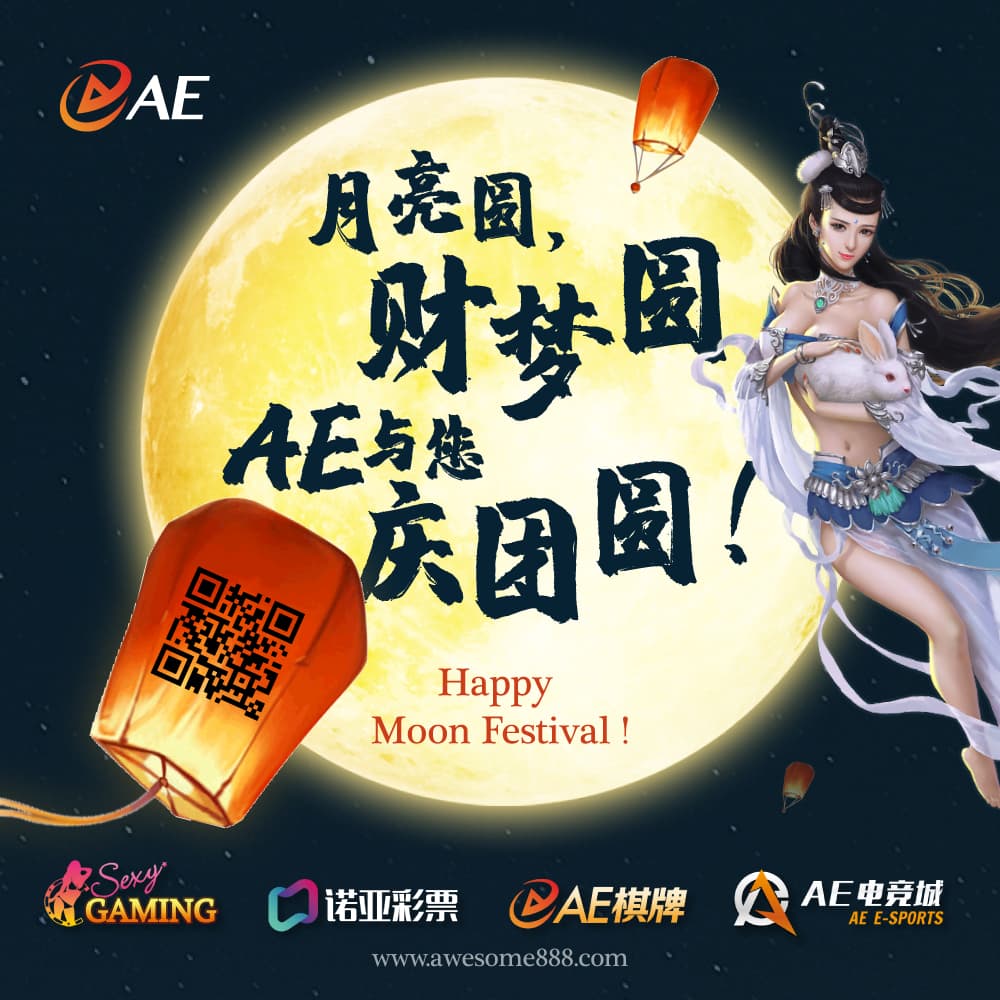 AE
月亮圆,
财梦圆
AE与您
庆团圆!
Happy
Moon Festival !
Sexy
GAMING
诺亚彩票
AE棋牌
AE电竞城
AE E-SPORTS
www.awesome888.com